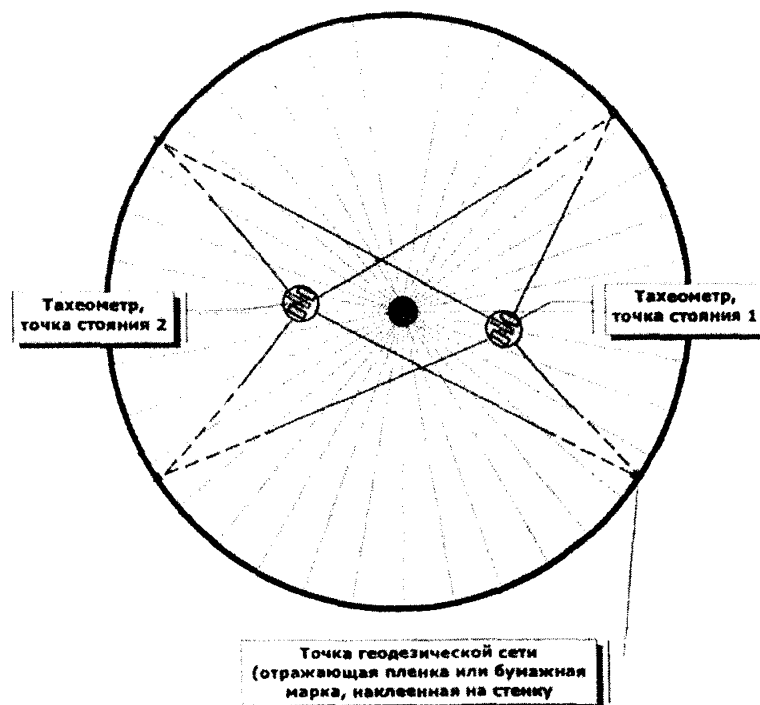 Тахеометр,
точка стояния 2
Тахеометр,
точка стояния 1
Точка геодезической сети
(отражающая пленка или бумажная
марка, наклеенная на стенку